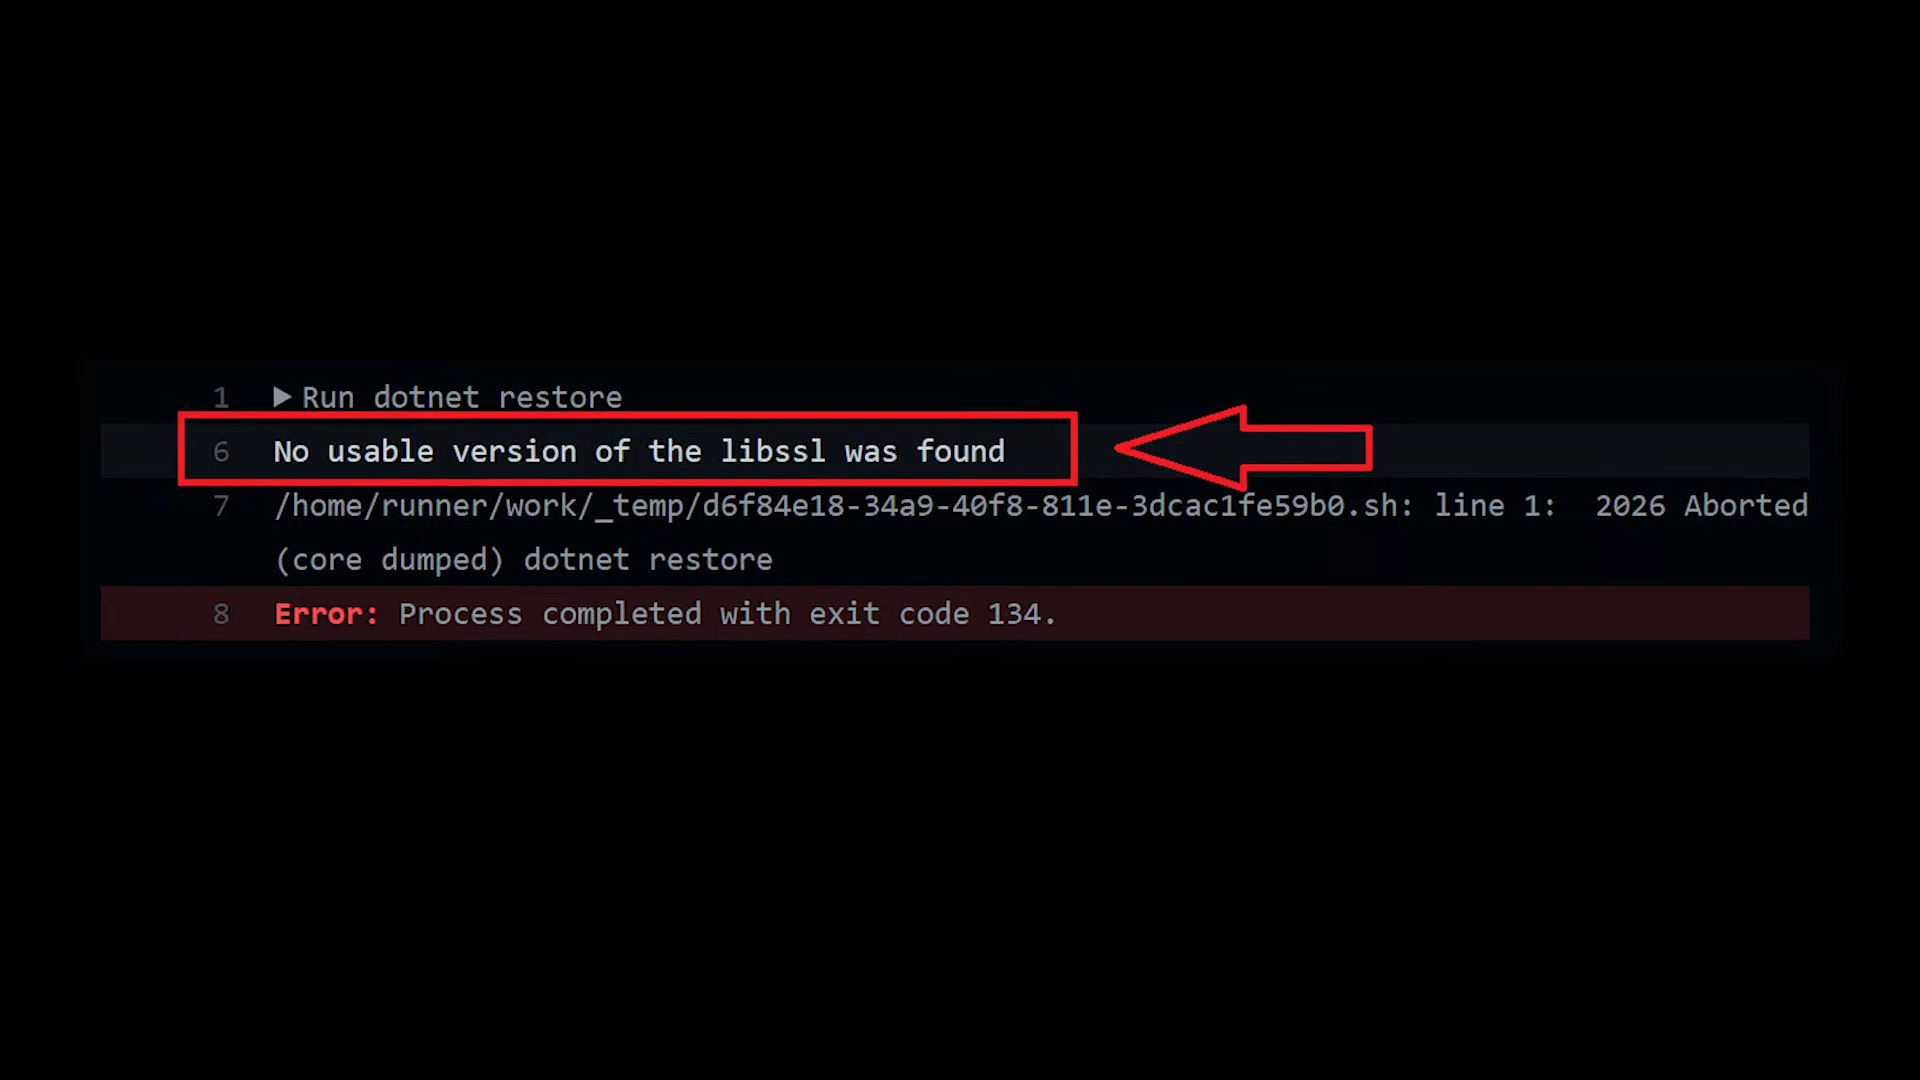 1 Run dotnet restore
6 No usable version of the libssl was found
7 /home/runner/work/_temp/d6f84e18-34a9-40f8-811e-3dcac1fe59b0.sh: line 1:  2026 Aborted
(core dumped) dotnet restore
8 Error: Process completed with exit code 134.